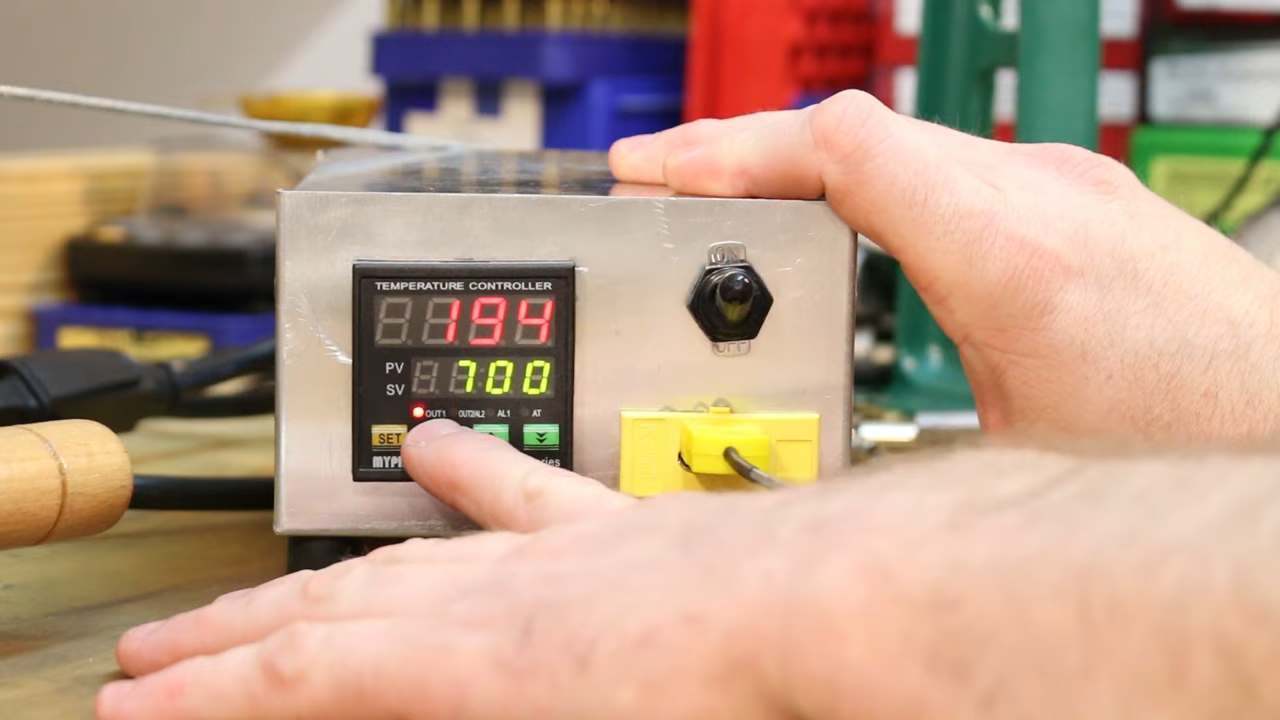 ON
TEMPERATURE CONTROLLER
194
PV
700
SV
OFF
OUT1 OUT2/AL2 AL1 AT
SET